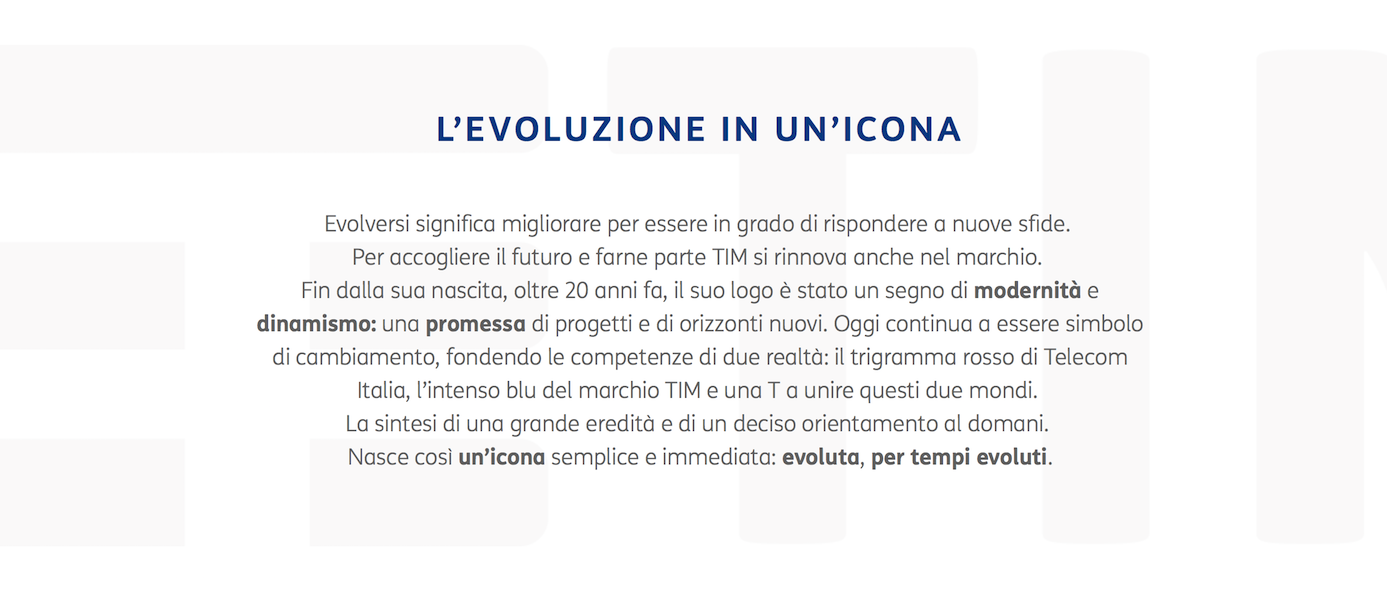 L’EVOLUZIONE IN UN’ICONA
Evolversi significa migliorare per essere in grado di rispondere a nuove sfide.
Per accogliere il futuro e farne parte TIM si rinnova anche nel marchio.
Fin dalla sua nascita, oltre 20 anni fa, il suo logo è stato un segno di modernità e
dinamismo: una promessa di progetti e di orizzonti nuovi. Oggi continua a essere simbolo
di cambiamento, fondendo le competenze di due realtà: il trigramma rosso di Telecom
Italia, l’intenso blu del marchio TIM e una T a unire questi due mondi.
La sintesi di una grande eredità e di un deciso orientamento al domani.
Nasce così un’icona semplice e immediata: evoluta, per tempi evoluti.